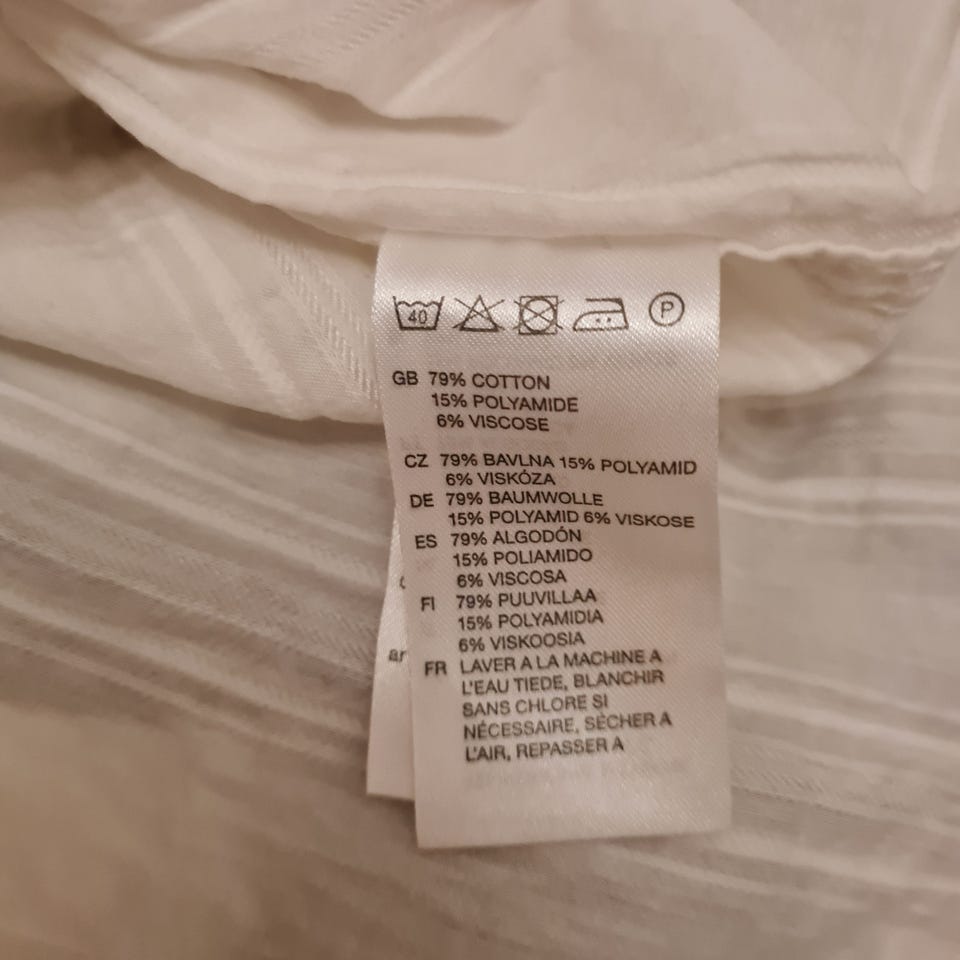 40 P
GB 79% COTTON
15% POLYAMIDE
6% VISCOSE
CZ 79% BAVLNA 15% POLYAMID
6% VISKÓZA
DE 79% BAUMWOLLE
15% POLYAMID 6% VISKOSE
ES 79% ALGODÓN
15% POLIAMIDO
6% VISCOSA
FI 79% PUUVILLAA
15% POLYAMIDIA
6% VISKOOSIA
FR LAVER A LA MACHINE A
L'EAU TIEDE, BLANCHIR
SANS CHLORE SI
NÉCESSAIRE, SÉCHER A
L'AIR, REPASSER A